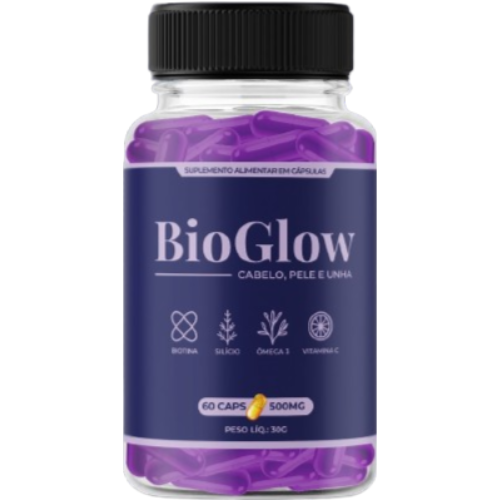 SUPLEMENTO ALIMENTAR EM CÁPSULAS
BioGlow
CABELO, PELE E UNHA
BIOTINA SILÍCIO ÔMEGA 3 VITAMINA C
60 CAPS 500MG
PESO LÍQ.: 30G